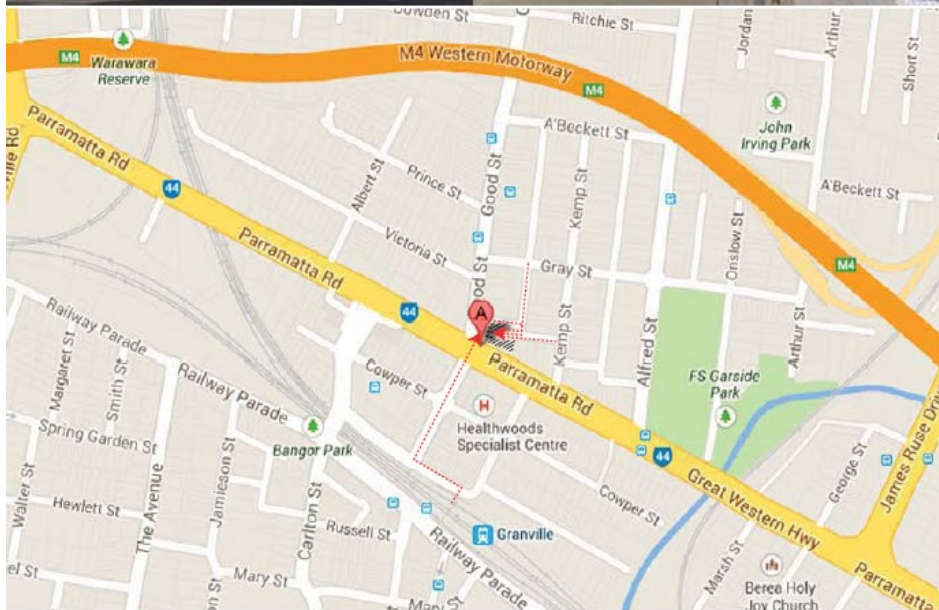 Bowden St
Ritchie St
Jordan
Arthur
Short St
M4
Warawara
Reserve
M4 Western Motorway
M4
John
Irving Park
A'Beckett St
A'Beckett St
Parramatta Rd
44
Albert St
Prince St
Good St
Kemp St
Onslow St
Victoria St
Gray St
M4
Parramatta Rd
44
A
Kemp St
Alfred St
Arthur St
Railway Parade
Margaret St
Smith St
Railway Parade
Cowper St
Parramatta Rd
FS Garside
Park
H
Healthwoods
Specialist Centre
Spring Garden St
Bangor Park
44
Great Western Hwy
George St
James Ruse Drive
Walter St
Hewlett St
The Avenue
Jamieson St
Carlton St
Russell St
Granville
Cowper St
Railway Parade
Mary St
Marsh St
Parramatta
Berea Holy
Joy Church